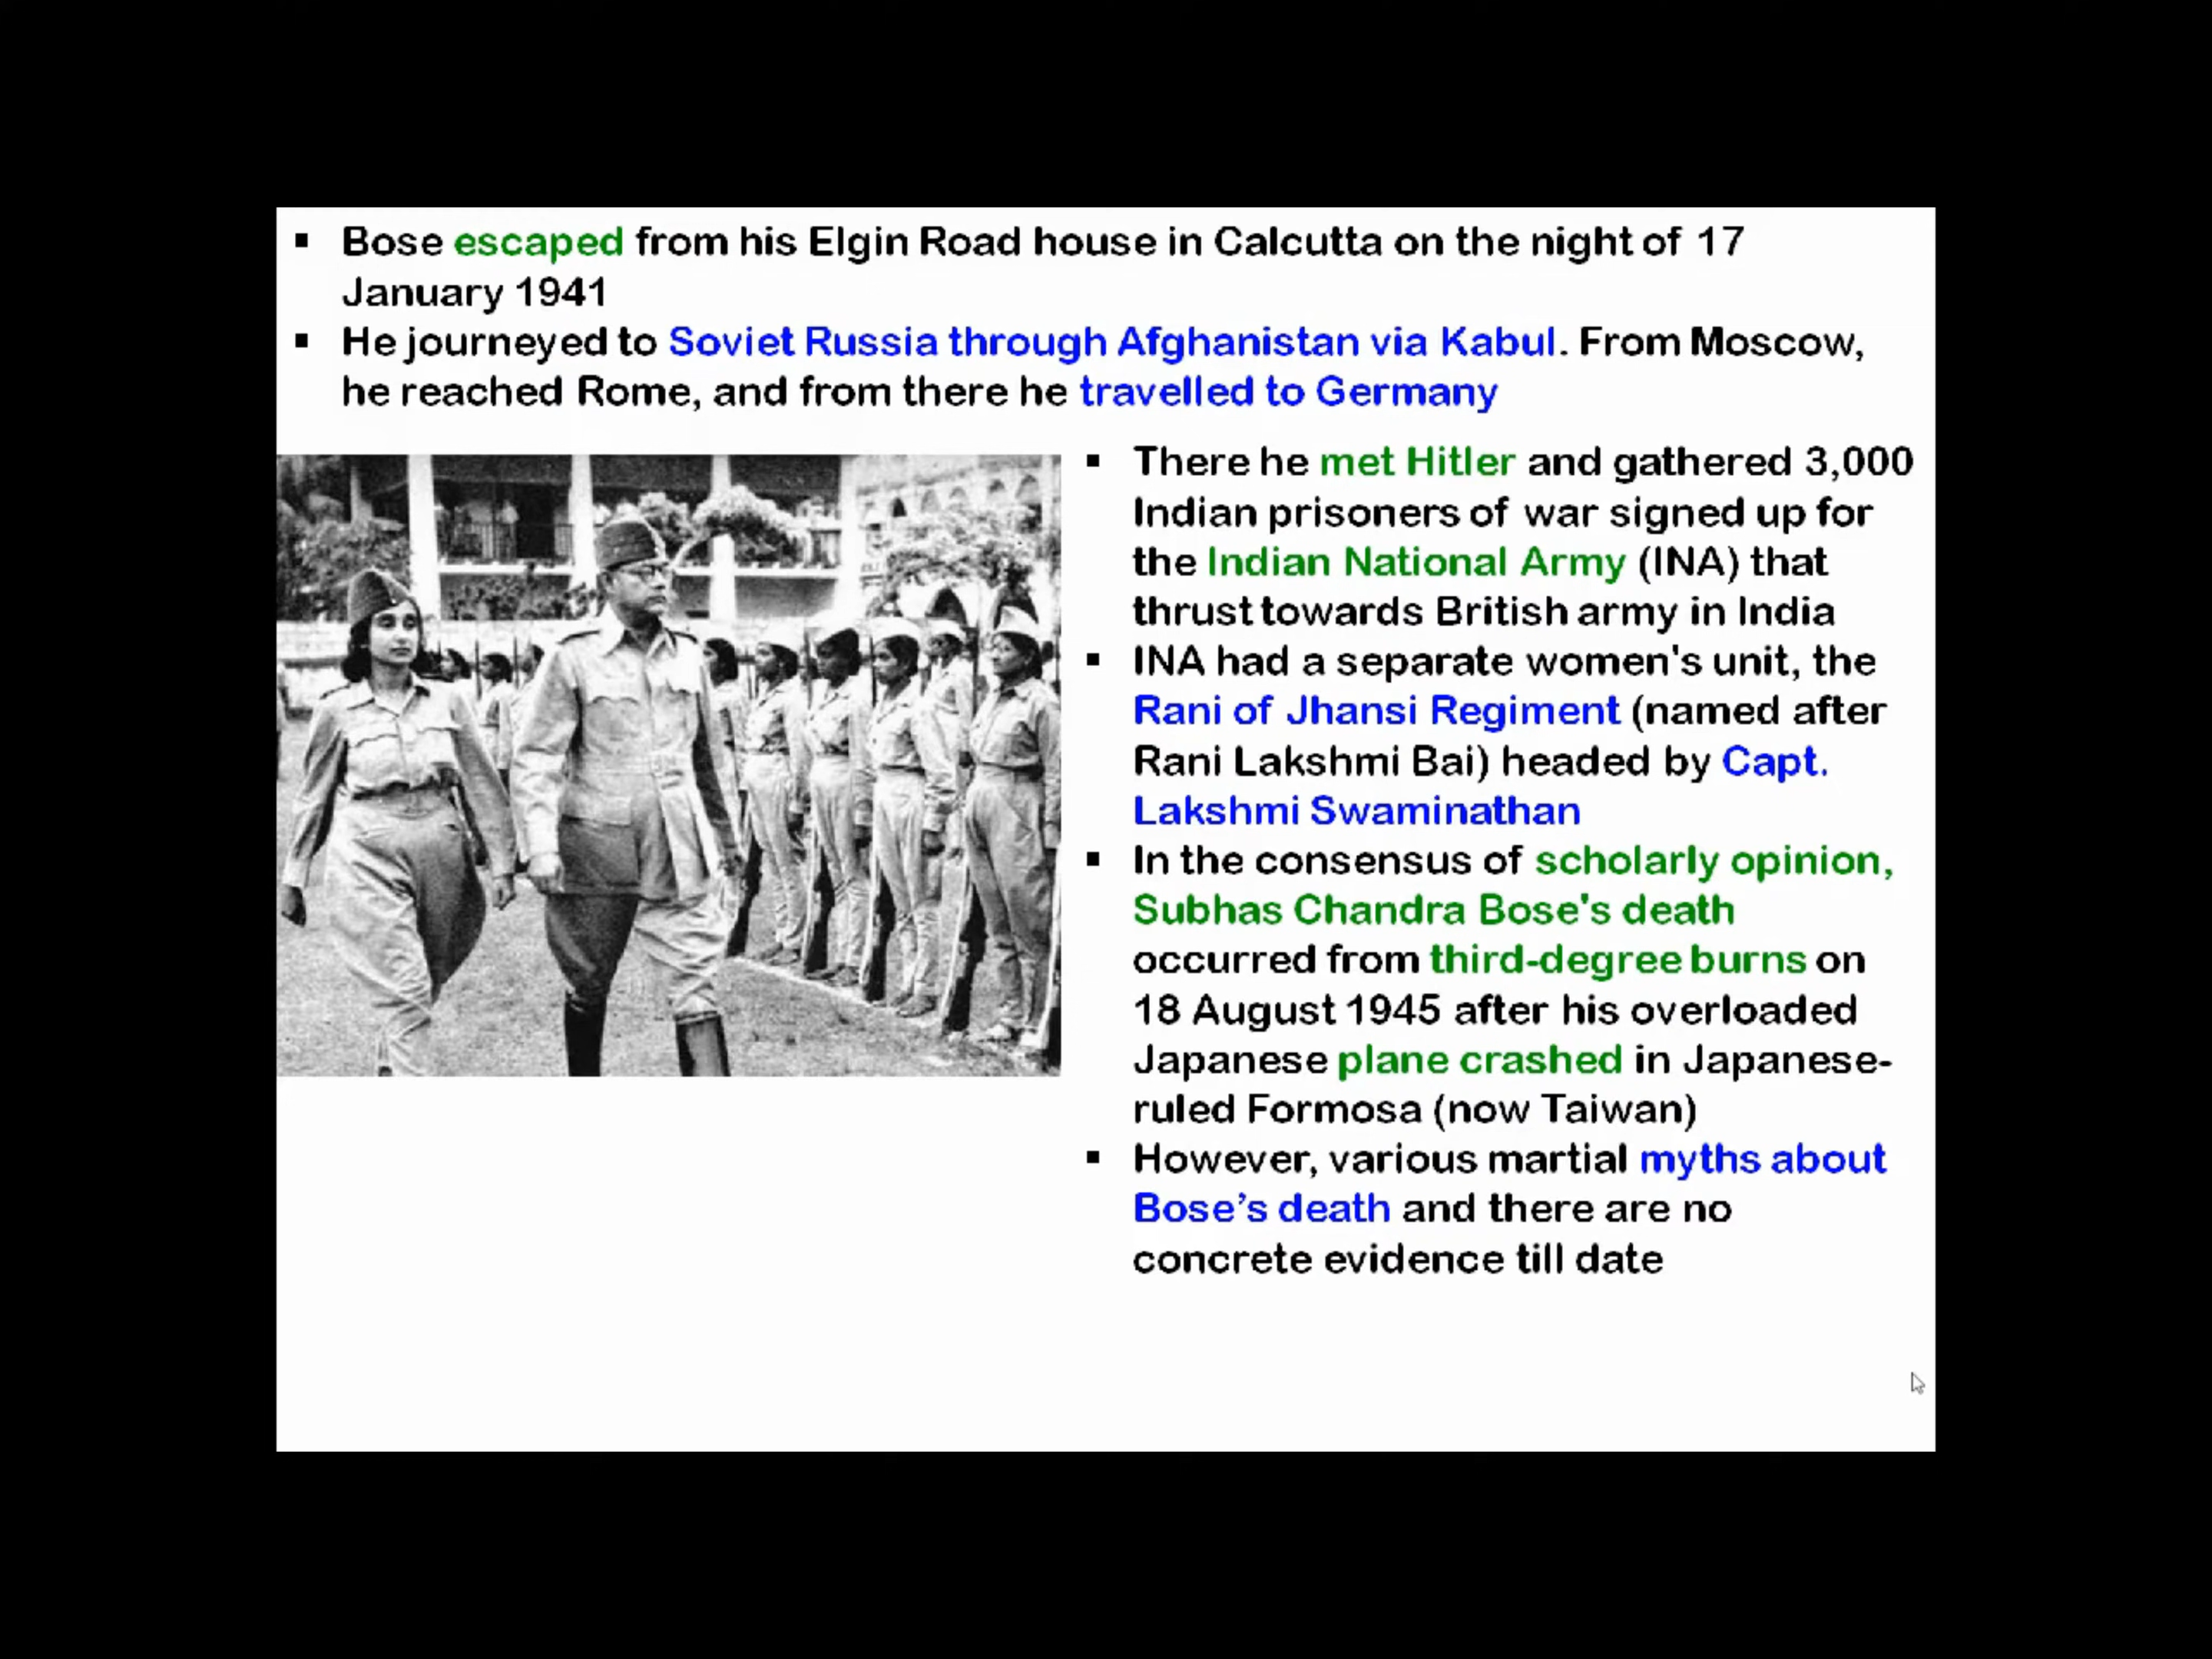 ▪ Bose escaped from his Elgin Road house in Calcutta on the night of 17
January 1941
▪ He journeyed to Soviet Russia through Afghanistan via Kabul. From Moscow,
he reached Rome, and from there he travelled to Germany
▪ There he met Hitler and gathered 3,000
Indian prisoners of war signed up for
the Indian National Army (INA) that
thrust towards British army in India
▪ INA had a separate women's unit, the
Rani of Jhansi Regiment (named after
Rani Lakshmi Bai) headed by Capt.
Lakshmi Swaminathan
▪ In the consensus of scholarly opinion,
Subhas Chandra Bose's death
occurred from third-degree burns on
18 August 1945 after his overloaded
Japanese plane crashed in Japanese-
ruled Formosa (now Taiwan)
▪ However, various martial myths about
Bose’s death and there are no
concrete evidence till date